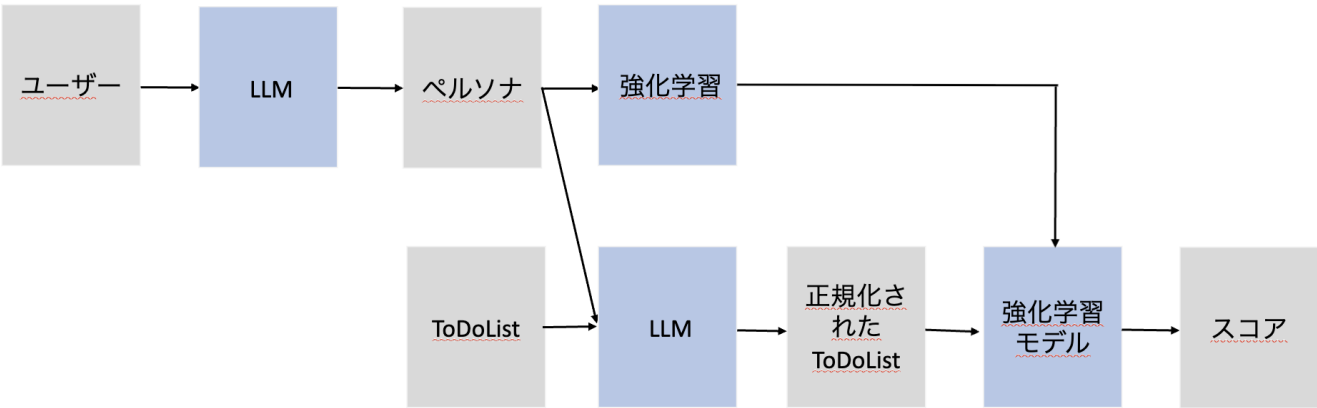 ユーザー
LLM
ペルソナ
強化学習
ToDoList
LLM
正規化さ
れた
ToDoList
強化学習
モデル
スコア